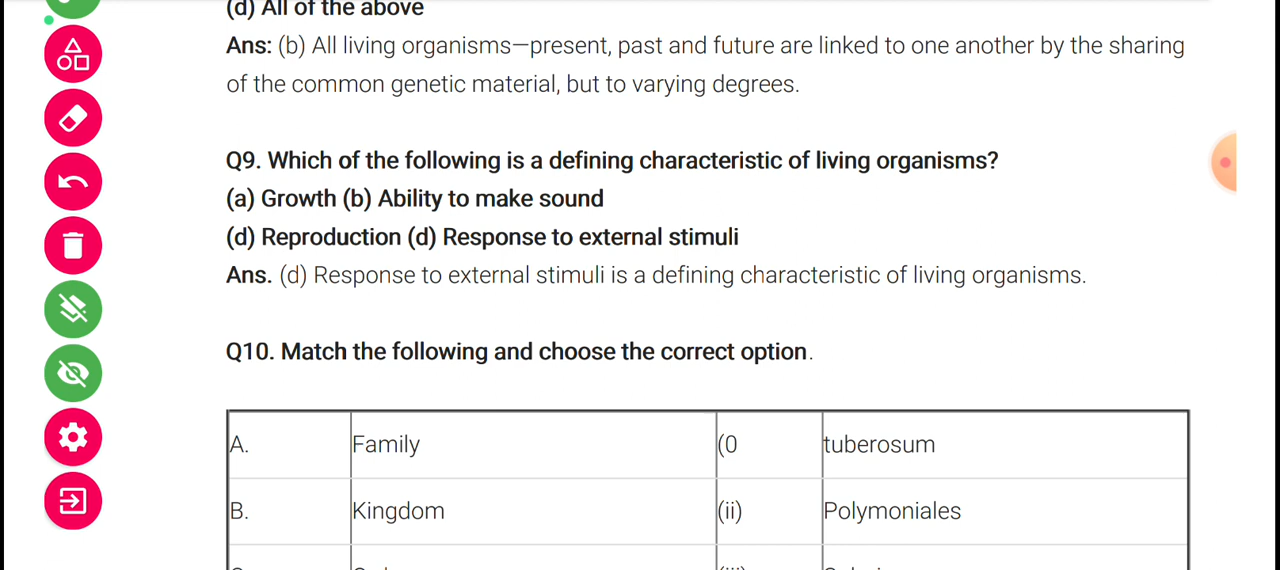 (d) All of the above
Ans: (b) All living organisms—present, past and future are linked to one another by the sharing
of the common genetic material, but to varying degrees.
Q9. Which of the following is a defining characteristic of living organisms?
(a) Growth (b) Ability to make sound
(d) Reproduction (d) Response to external stimuli
Ans. (d) Response to external stimuli is a defining characteristic of living organisms.
Q10. Match the following and choose the correct option.
A. Family (0 tuberosum
B. Kingdom (ii) Polymoniales